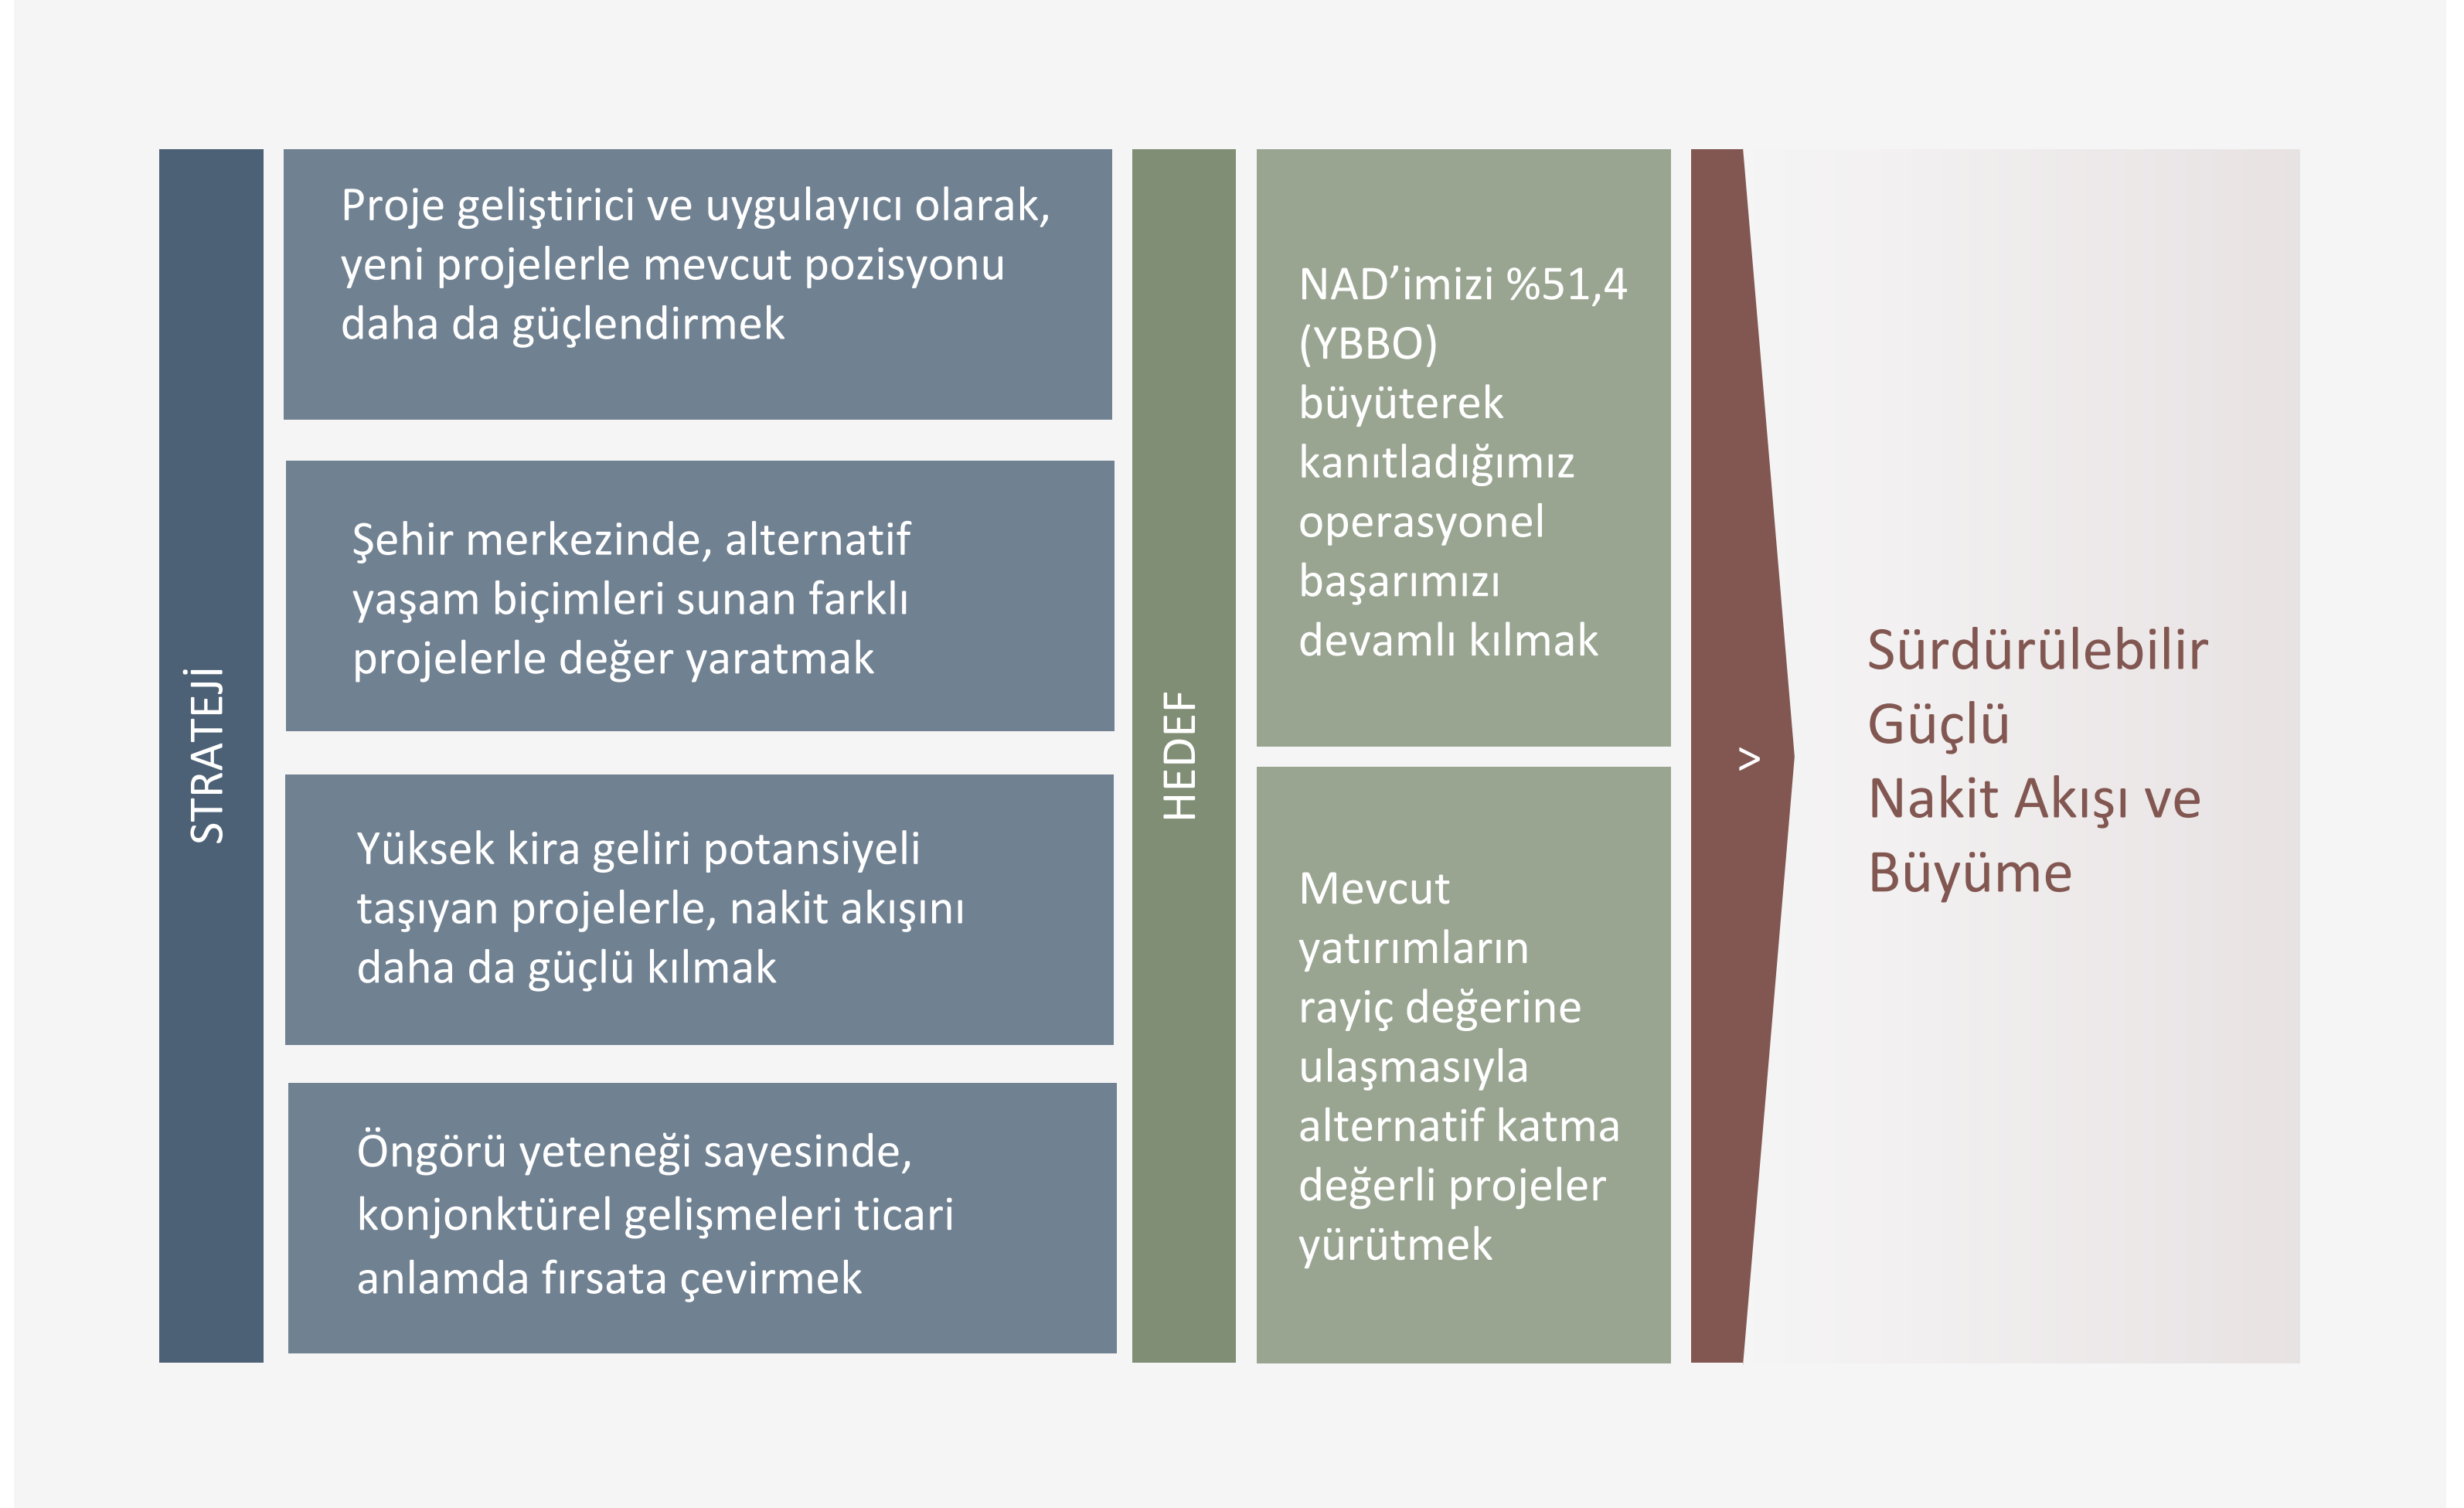 STRATEJİ
Proje geliştirici ve uygulayıcı olarak,
yeni projelerle mevcut pozisyonu
daha da güçlendirmek
Şehir merkezinde, alternatif
yaşam biçimleri sunan farklı
projelerle değer yaratmak
Yüksek kira geliri potansiyeli
taşıyan projelerle, nakit akışını
daha da güçlü kılmak
Öngörü yeteneği sayesinde,
konjonktürel gelişmeleri ticari
anlamda fırsata çevirmek
HEDEF
NAD’imizi %51,4
(YBBO)
büyüterek
kanıtladığımız
operasyonel
başarımızı
devamlı kılmak
Mevcut
yatırımların
rayiç değerine
ulaşmasıyla
alternatif katma
değerli projeler
yürütmek
>
Sürdürülebilir
Güçlü
Nakit Akışı ve
Büyüme